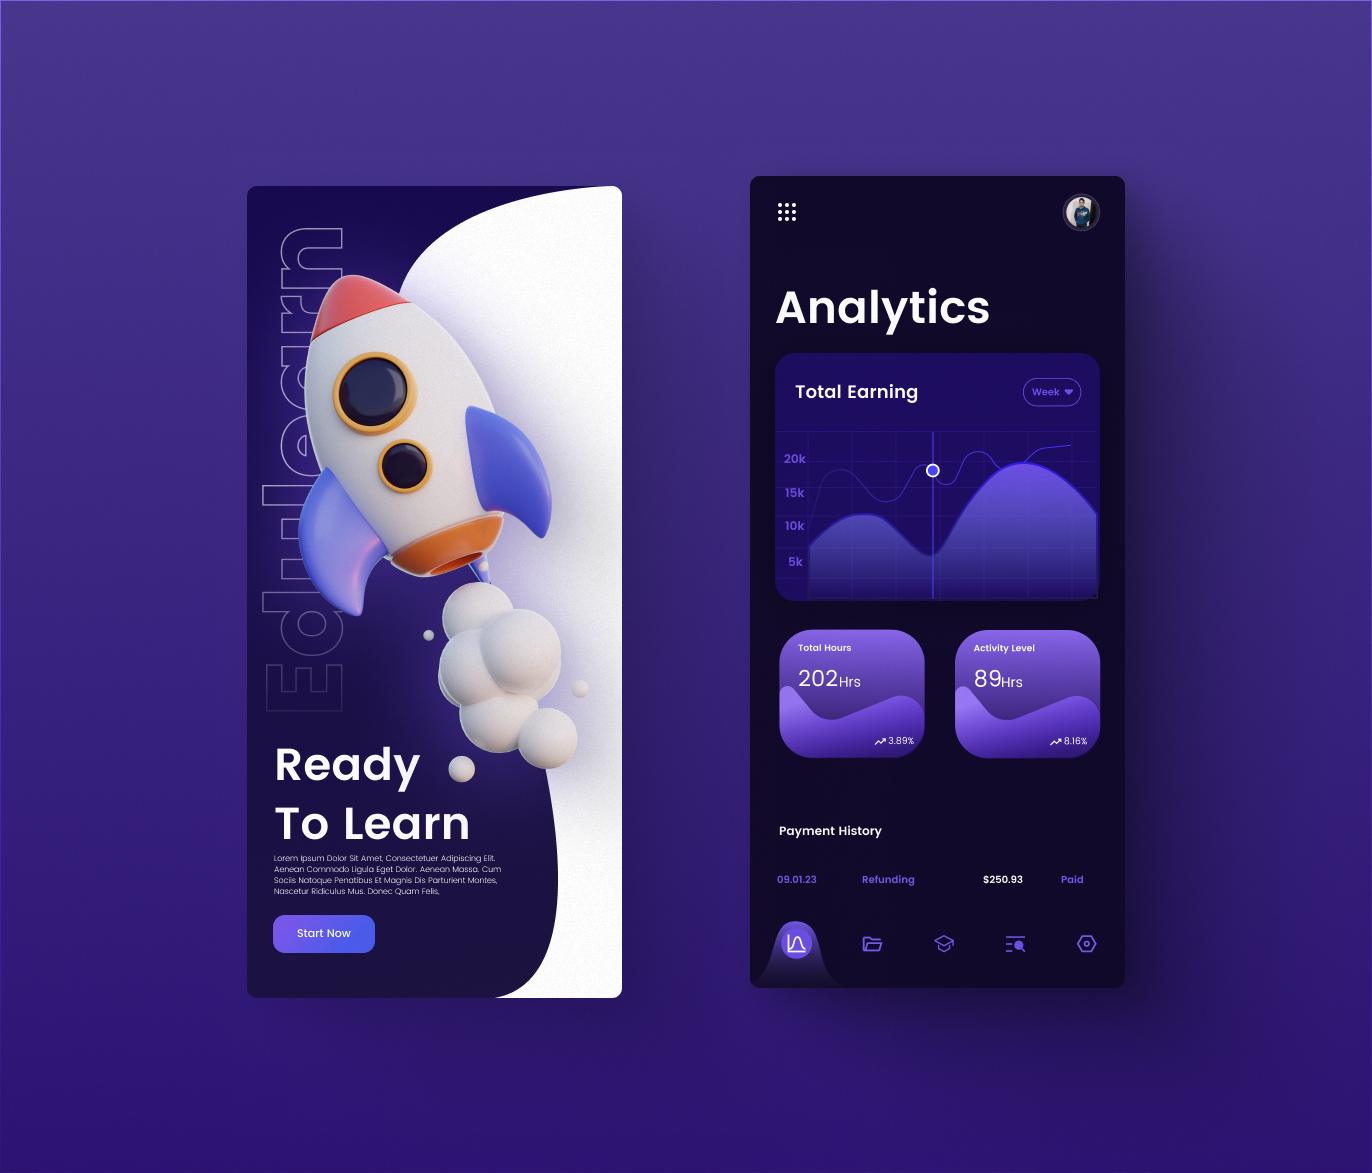 Edulearn
Ready
To Learn
Lorem Ipsum Dolor Sit Amet, Consectetuer Adipiscing Elit.
Aenean Commodo Ligula Eget Dolor. Aenean Massa. Cum
Sociis Natoque Penatibus Et Magnis Dis Parturient Montes,
Nascetur Ridiculus Mus. Donec Quam Felis,
Start Now
Analytics
Total Earning
Week
20k
15k
10k
5k
Total Hours
202Hrs
3.89%
Activity Level
89Hrs
8.16%
Payment History
09.01.23 Refunding $250.93 Paid